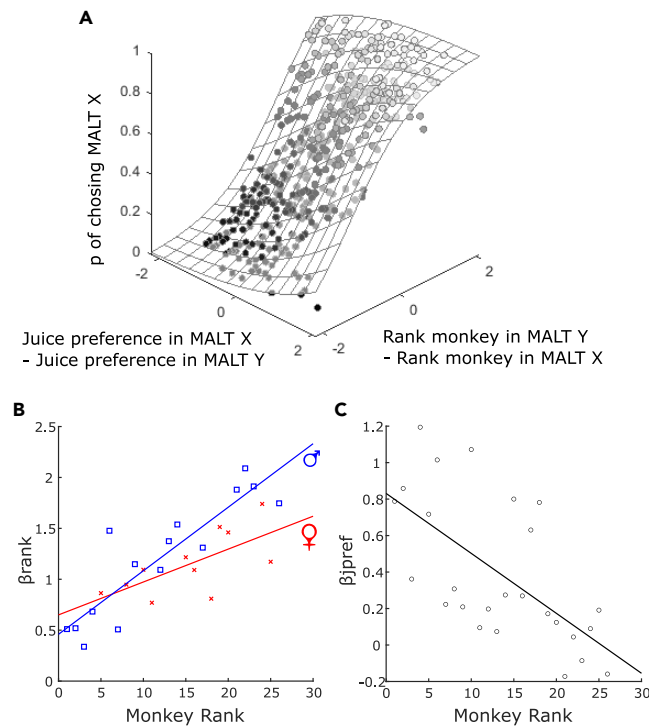 A
p of chosing MALT X
1
0.8
0.6
0.4
0.2
0
-2
0
2
-2
0
2
Juice preference in MALT X
- Juice preference in MALT Y
Rank monkey in MALT Y
- Rank monkey in MALT X
B
βrank
2.5
2
1.5
1
0.5
0
0 5 10 15 20 25 30
Monkey Rank
♂
♀
C
βjpref
1.2
1
0.8
0.6
0.4
0.2
0
-0.2
0 5 10 15 20 25 30
Monkey Rank